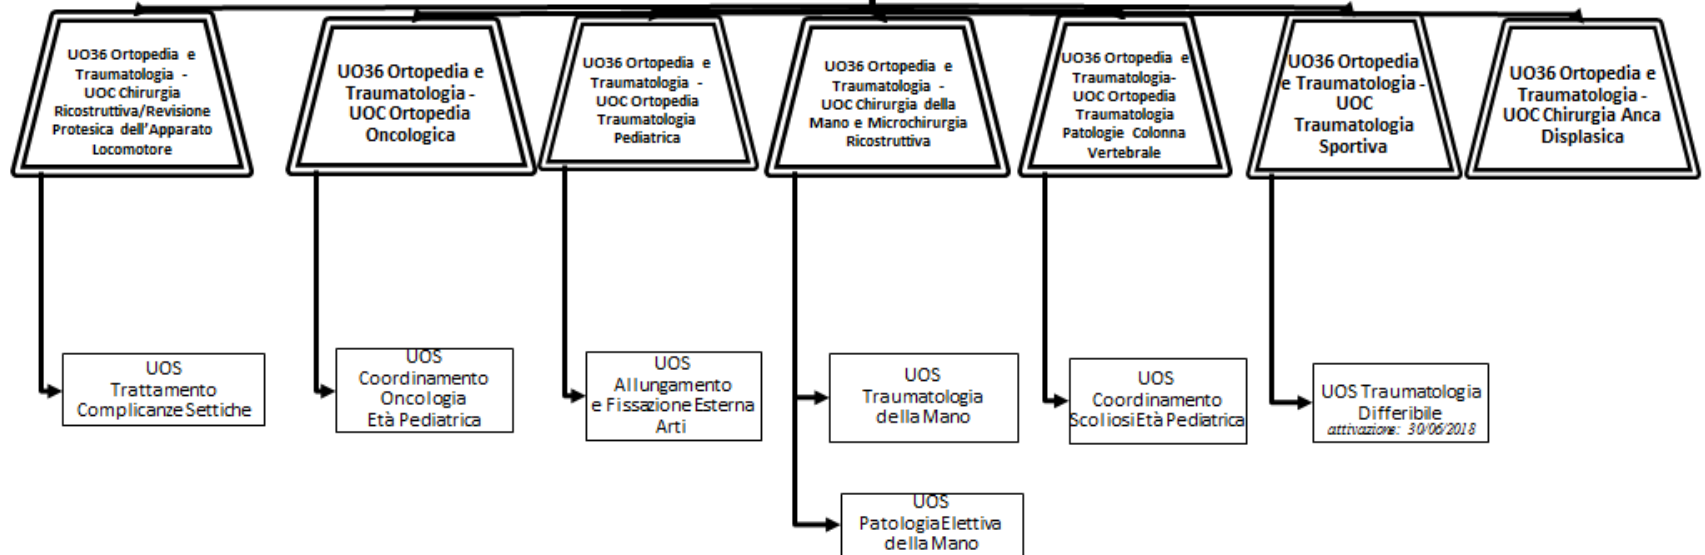 UO36 Ortopedia e
Traumatologia -
UOC Chirurgia
Ricostruttiva/Revisione
Protesica dell'Apparato
Locomotore
UO36 Ortopedia e
Traumatologia -
UOC Ortopedia
Oncologica
UO36 Ortopedia e
Traumatologia -
UOC Ortopedia
Traumatologia
Pediatrica
UO36 Ortopedia e
Traumatologia -
UOC Chirurgia della
Mano e Microchirurgia
Ricostruttiva
UO36 Ortopedia e
Traumatologia-
UOC Ortopedia
Traumatologia
Patologie Colonna
Vertebrale
UO36 Ortopedia
e Traumatologia -
UOC
Traumatologia
Sportiva
UO36 Ortopedia e
Traumatologia -
UOC Chirurgia Anca
Displasica
UOS
Trattamento
Complicanze Settiche
UOS
Coordinamento
Oncologia
Età Pediatrica
UOS
Allungamento
e Fissazione Esterna
Arti
UOS
Traumatologia
della Mano
UOS
Coordinamento
Scoliosi Età Pediatrica
UOS Traumatologia
Differibile
attivazione: 30/06/2018
UOS
Patologia Elettiva
della Mano